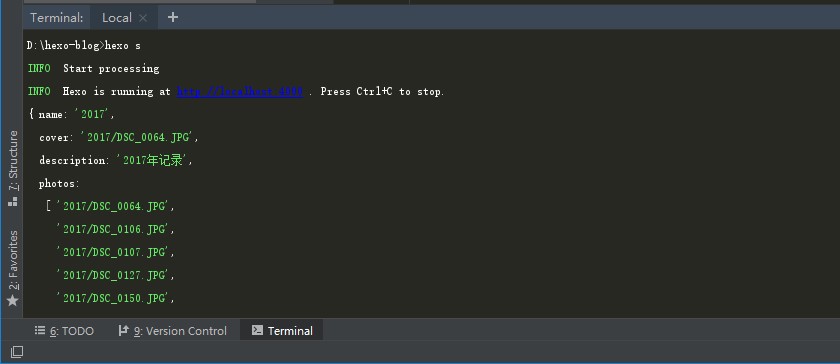 Terminal: Local × +
D:\hexo-blog>hexo s
INFO Start processing
INFO Hexo is running at http://localhost:4000 . Press Ctrl+C to stop.
{ name: '2017',
cover: '2017/DSC_0064.JPG',
description: '2017年记录',
photos:
[ '2017/DSC_0064.JPG',
'2017/DSC_0106.JPG',
'2017/DSC_0107.JPG',
'2017/DSC_0127.JPG',
'2017/DSC_0150.JPG',
7: Structure
2: Favorites
6: TODO 9: Version Control Terminal